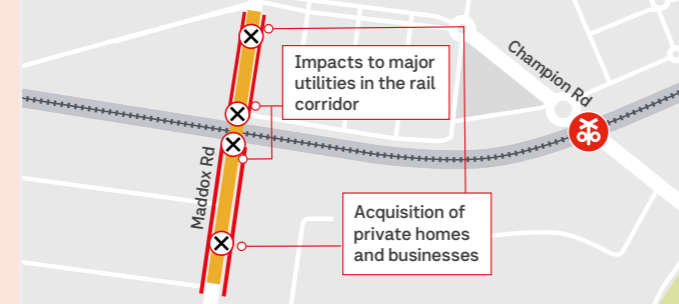 Champion Rd
Impacts to major
utilities in the rail
corridor
Maddox Rd
Acquisition of
private homes
and businesses